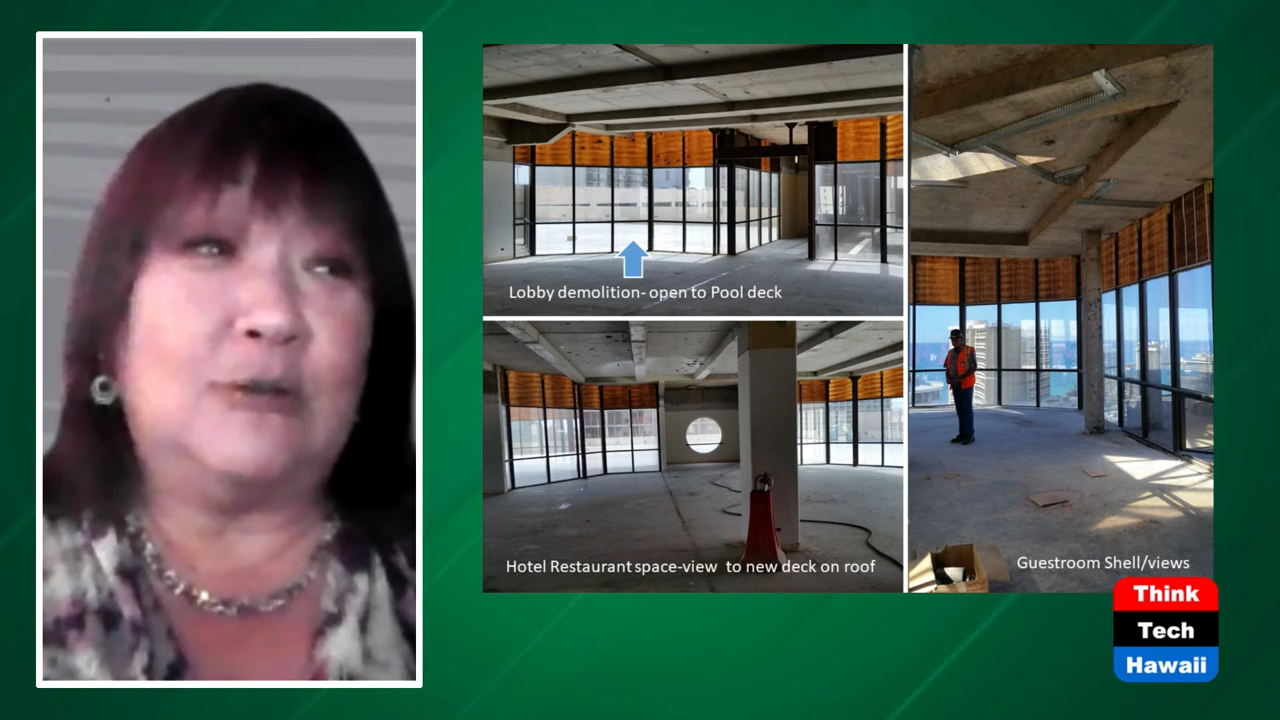 Lobby demolition- open to Pool deck
Hotel Restaurant space-view to new deck on roof
Guestroom Shell/views
Think
Tech
Hawaii